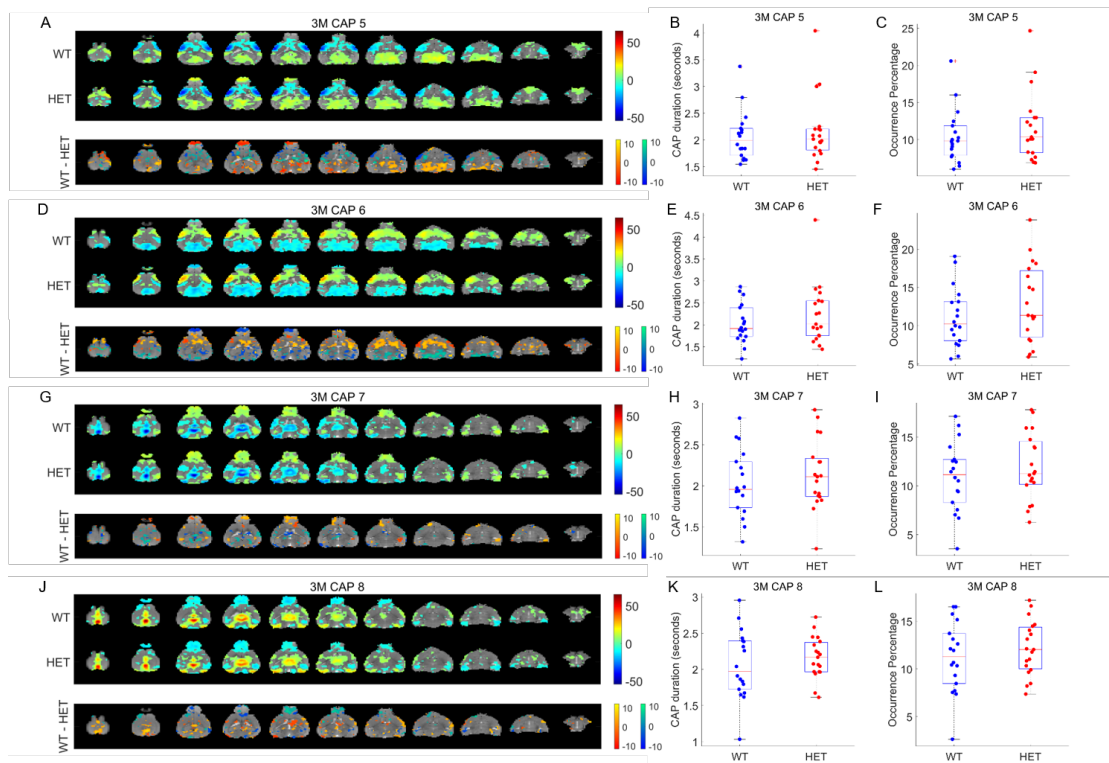 A
3M CAP 5
WT
HET
WT - HET
50
0
-50
10
0
-10
10
0
-10
B
3M CAP 5
CAP duration (seconds)
4
3.5
3
2.5
2
1.5
WT
HET
C
3M CAP 5
Occurrence Percentage
25
20
15
10
WT
HET
D
3M CAP 6
WT
HET
WT - HET
50
0
-50
10
0
-10
10
0
-10
E
3M CAP 6
CAP duration (seconds)
4.5
4
3.5
3
2.5
2
1.5
1
WT
HET
F
3M CAP 6
Occurrence Percentage
20
15
10
5
WT
HET
G
3M CAP 7
WT
HET
WT - HET
50
0
-50
10
0
-10
10
0
-10
H
3M CAP 7
CAP duration (seconds)
3
2.5
2
1.5
WT
HET
I
3M CAP 7
Occurrence Percentage
15
10
5
WT
HET
J
3M CAP 8
WT
HET
WT - HET
50
0
-50
10
0
-10
10
0
-10
K
3M CAP 8
CAP duration (seconds)
3
2.5
2
1.5
1
WT
HET
L
3M CAP 8
Occurrence Percentage
15
10
5
WT
HET